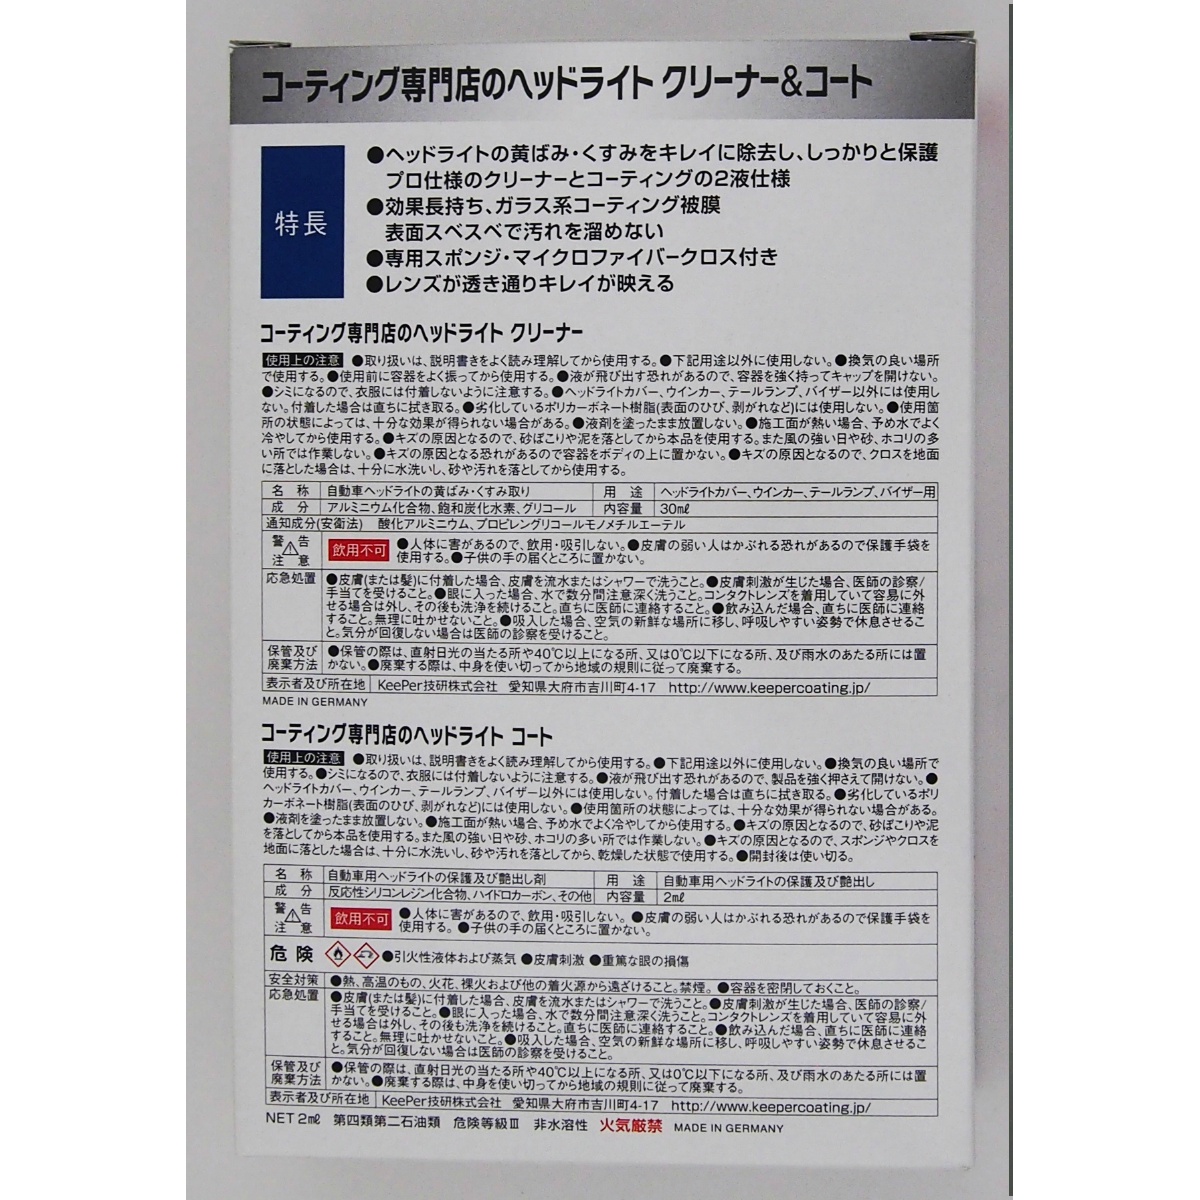 コーティング専門店のヘッドライト クリーナー&コート
特長
●ヘッドライトの黄ばみ・くすみをキレイに除去し、しっかりと保護
プロ仕様のクリーナーとコーティングの2液仕様
●効果長持ち、ガラス系コーティング被膜
表面スベスベで汚れを溜めない
●専用スポンジ・マイクロファイバークロス付き
●レンズが透き通りキレイが映える
コーティング専門店のヘッドライト クリーナー
使用上の注意 ●取り扱いは、説明書きをよく読み理解してから使用する。●下記用途以外に使用しない。●換気の良い場所
で使用する。●使用前に容器をよく振ってから使用する。●液が飛び出す恐れがあるので、容器を強く持ってキャップを開けない。
●シミになるので、衣服には付着しないように注意する。●ヘッドライトカバー、ウインカー、テールランプ、バイザー以外には使用し
ない。付着した場合は直ちに拭き取る。●劣化しているポリカーボネート樹脂(表面のひび、剥がれなど)には使用しない。●使用箇
所の状態によっては、十分な効果が得られない場合がある。●液剤を塗ったまま放置しない。●施工面が熱い場合、予め水でよく
冷やしてから使用する。●キズの原因となるので、砂ぼこりや泥を落としてから本品を使用する。また風の強い日や砂、ホコリの多
い所では作業しない。●キズの原因となる恐れがあるので容器をボディの上に置かない。●キズの原因となるので、クロスを地面
に落とした場合は、十分に水洗いし、砂や汚れを落としてから使用する。
名 称 自動車ヘッドライトの黄ばみ・くすみ取り 用 途 ヘッドライトカバー、ウインカー、テールランプ、バイザー用
成 分 アルミニウム化合物、飽和炭化水素、グリコール 内容量 30㎖
通知成分(安衛法) 酸化アルミニウム、プロピレングリコールモノメチルエーテル
警 告 注 意 飲用不可 ●人体に害があるので、飲用・吸引しない。●皮膚の弱い人はかぶれる恐れがあるので保護手袋を
使用する。●子供の手の届くところに置かない。
応急処置 ●皮膚(または髪)に付着した場合、皮膚を流水またはシャワーで洗うこと。●皮膚刺激が生じた場合、医師の診察/
手当てを受けること。●眼に入った場合、水で数分間注意深く洗うこと。コンタクトレンズを着用していて容易に外
せる場合は外し、その後も洗浄を続けること。直ちに医師に連絡すること。●飲み込んだ場合、直ちに医師に連絡
すること。無理に吐かせないこと。●吸入した場合、空気の新鮮な場所に移し、呼吸しやすい姿勢で休息させるこ
と。気分が回復しない場合は医師の診察を受けること。
保管及び廃棄方法 ●保管の際は、直射日光の当たる所や40℃以上になる所、又は0℃以下になる所、及び雨水のあたる所には置
かない。●廃棄する際は、中身を使い切ってから地域の規則に従って廃棄する。
表示者及び所在地 KeePer技研株式会社 愛知県大府市吉川町4-17 http://www.keepercoating.jp/
MADE IN GERMANY
コーティング専門店のヘッドライト コート
使用上の注意 ●取り扱いは、説明書きをよく読み理解してから使用する。●下記用途以外に使用しない。●換気の良い場所で
使用する。●シミになるので、衣服には付着しないように注意する。●液が飛び出す恐れがあるので、製品を強く押さえて開けない。●
ヘッドライトカバー、ウインカー、テールランプ、バイザー以外には使用しない。付着した場合は直ちに拭き取る。●劣化しているポリ
カーボネート樹脂(表面のひび、剥がれなど)には使用しない。●使用箇所の状態によっては、十分な効果が得られない場合がある。
●液剤を塗ったまま放置しない。●施工面が熱い場合、予め水でよく冷やしてから使用する。●キズの原因となるので、砂ぼこりや泥
を落としてから本品を使用する。また風の強い日や砂、ホコリの多い所では作業しない。●キズの原因となるので、スポンジやクロスを
地面に落とした場合は、十分に水洗いし、砂や汚れを落としてから、乾燥した状態で使用する。●開封後は使い切る。
名 称 自動車用ヘッドライトの保護及び艶出し剤 用 途 自動車用ヘッドライトの保護及び艶出し
成 分 反応性シリコンレジン化合物、ハイドロカーボン、その他 内容量 2㎖
警 告 注 意 飲用不可 ●人体に害があるので、飲用・吸引しない。●皮膚の弱い人はかぶれる恐れがあるので保護手袋を
使用する。●子供の手の届くところに置かない。
危 険 ●引火性液体および蒸気 ●皮膚刺激 ●重篤な眼の損傷
安全対策 ●熱、高温のもの、火花、裸火および他の着火源から遠ざけること。禁煙。●容器を密閉しておくこと。
応急処置 ●皮膚(または髪)に付着した場合、皮膚を流水またはシャワーで洗うこと。●皮膚刺激が生じた場合、医師の診察/
手当てを受けること。●眼に入った場合、水で数分間注意深く洗うこと。コンタクトレンズを着用していて容易に外
せる場合は外し、その後も洗浄を続けること。直ちに医師に連絡すること。●飲み込んだ場合、直ちに医師に連絡
すること。無理に吐かせないこと。●吸入した場合、空気の新鮮な場所に移し、呼吸しやすい姿勢で休息させるこ
と。気分が回復しない場合は医師の診察を受けること。
保管及び廃棄方法 ●保管の際は、直射日光の当たる所や40℃以上になる所、又は0℃以下になる所、及び雨水のあたる所には置
かない。●廃棄する際は、中身を使い切ってから地域の規則に従って廃棄する。
表示者及び所在地 KeePer技研株式会社 愛知県大府市吉川町4-17 http://www.keepercoating.jp/
NET 2㎖ 第四類第二石油類 危険等級Ⅲ 非水溶性 火気厳禁 MADE IN GERMANY